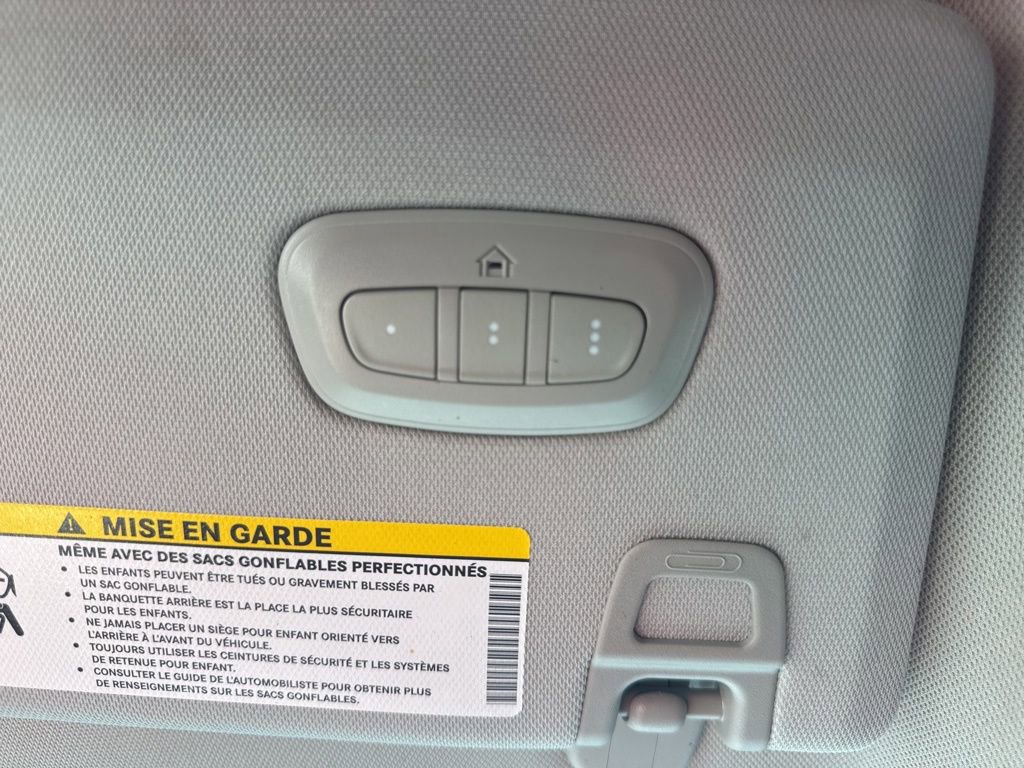 MISE EN GARDE
MÊME AVEC DES SACS GONFLABLES PERFECTIONNÉS
• LES ENFANTS PEUVENT ÊTRE TUÉS OU GRAVEMENT BLESSÉS PAR
UN SAC GONFLABLE.
• LA BANQUETTE ARRIÈRE EST LA PLACE LA PLUS SÉCURITAIRE
POUR LES ENFANTS.
• NE JAMAIS PLACER UN SIÈGE POUR ENFANT ORIENTÉ VERS
L'ARRIÈRE À L'AVANT DU VÉHICULE.
• TOUJOURS UTILISER LES CEINTURES DE SÉCURITÉ ET LES SYSTÈMES
DE RETENUE POUR ENFANT.
• CONSULTER LE GUIDE DE L'AUTOMOBILISTE POUR OBTENIR PLUS
DE RENSEIGNEMENTS SUR LES SACS GONFLABLES.